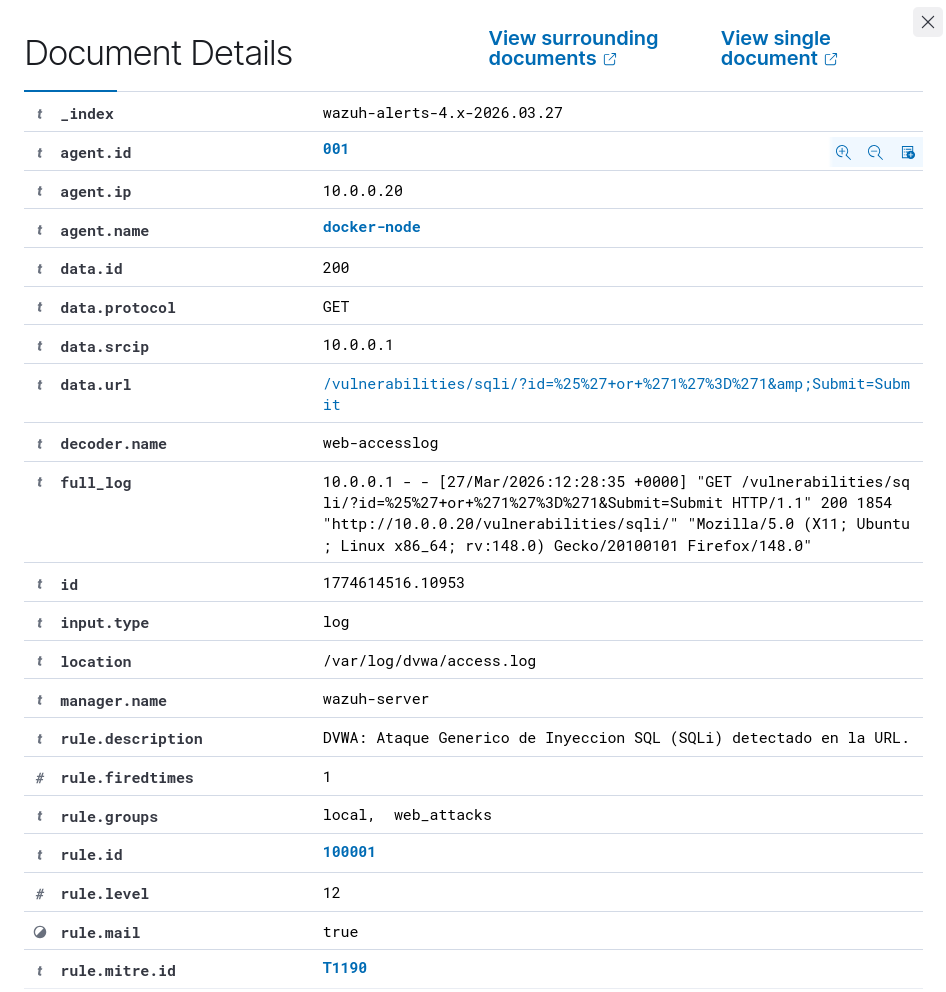 Document Details
View surrounding
documents
View single
document
t _index wazuh-alerts-4.x-2026.03.27
t agent.id 001
t agent.ip 10.0.0.20
t agent.name docker-node
t data.id 200
t data.protocol GET
t data.srcip 10.0.0.1
t data.url /vulnerabilities/sqli/?id=%25%27+or+%271%27%3D%271&amp;Submit=Subm
it
t decoder.name web-accesslog
t full_log 10.0.0.1 - - [27/Mar/2026:12:28:35 +0000] "GET /vulnerabilities/sq
li/?id=%25%27+or+%271%27%3D%271&Submit=Submit HTTP/1.1" 200 1854
"http://10.0.0.20/vulnerabilities/sqli/" "Mozilla/5.0 (X11; Ubuntu
; Linux x86_64; rv:148.0) Gecko/20100101 Firefox/148.0"
t id 1774614516.10953
t input.type log
t location /var/log/dvwa/access.log
t manager.name wazuh-server
t rule.description DVWA: Ataque Generico de Inyeccion SQL (SQLi) detectado en la URL.
# rule.firedtimes 1
t rule.groups local, web_attacks
t rule.id 100001
# rule.level 12
rule.mail true
t rule.mitre.id T1190